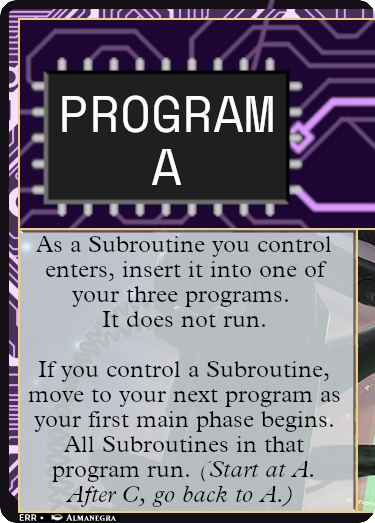 PROGRAM
A
As a Subroutine you control
enters, insert it into one of
your three programs.
It does not run.
If you control a Subroutine,
move to your next program as
your first main phase begins.
All Subroutines in that
program run. (Start at A.
After C, go back to A.)
ERR • ALMANEGRA